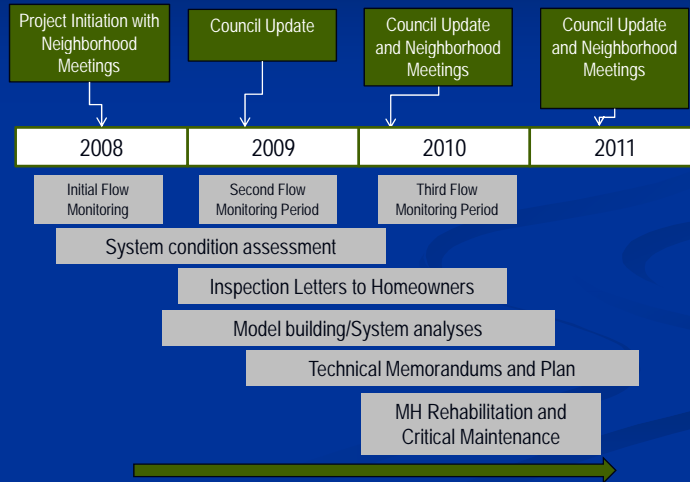 Project Initiation with
Neighborhood
Meetings
Council Update
Council Update
and Neighborhood
Meetings
Council Update
and Neighborhood
Meetings
2008
2009
2010
2011
Initial Flow
Monitoring
Second Flow
Monitoring Period
Third Flow
Monitoring Period
System condition assessment
Inspection Letters to Homeowners
Model building/System analyses
Technical Memorandums and Plan
MH Rehabilitation and
Critical Maintenance